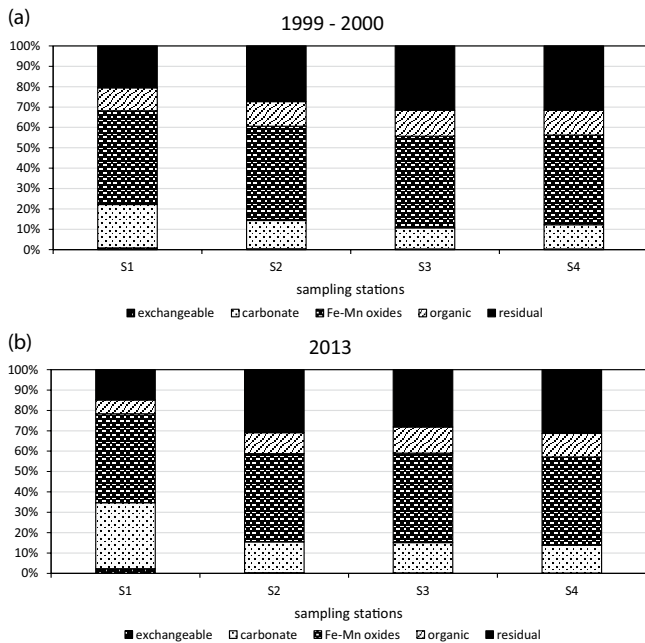 (a)
1999 - 2000
100%
90%
80%
70%
60%
50%
40%
30%
20%
10%
0%
S1 S2 S3 S4
sampling stations
exchangeable carbonate Fe-Mn oxides organic residual
(b)
2013
100%
90%
80%
70%
60%
50%
40%
30%
20%
10%
0%
S1 S2 S3 S4
sampling stations
exchangeable carbonate Fe-Mn oxides organic residual